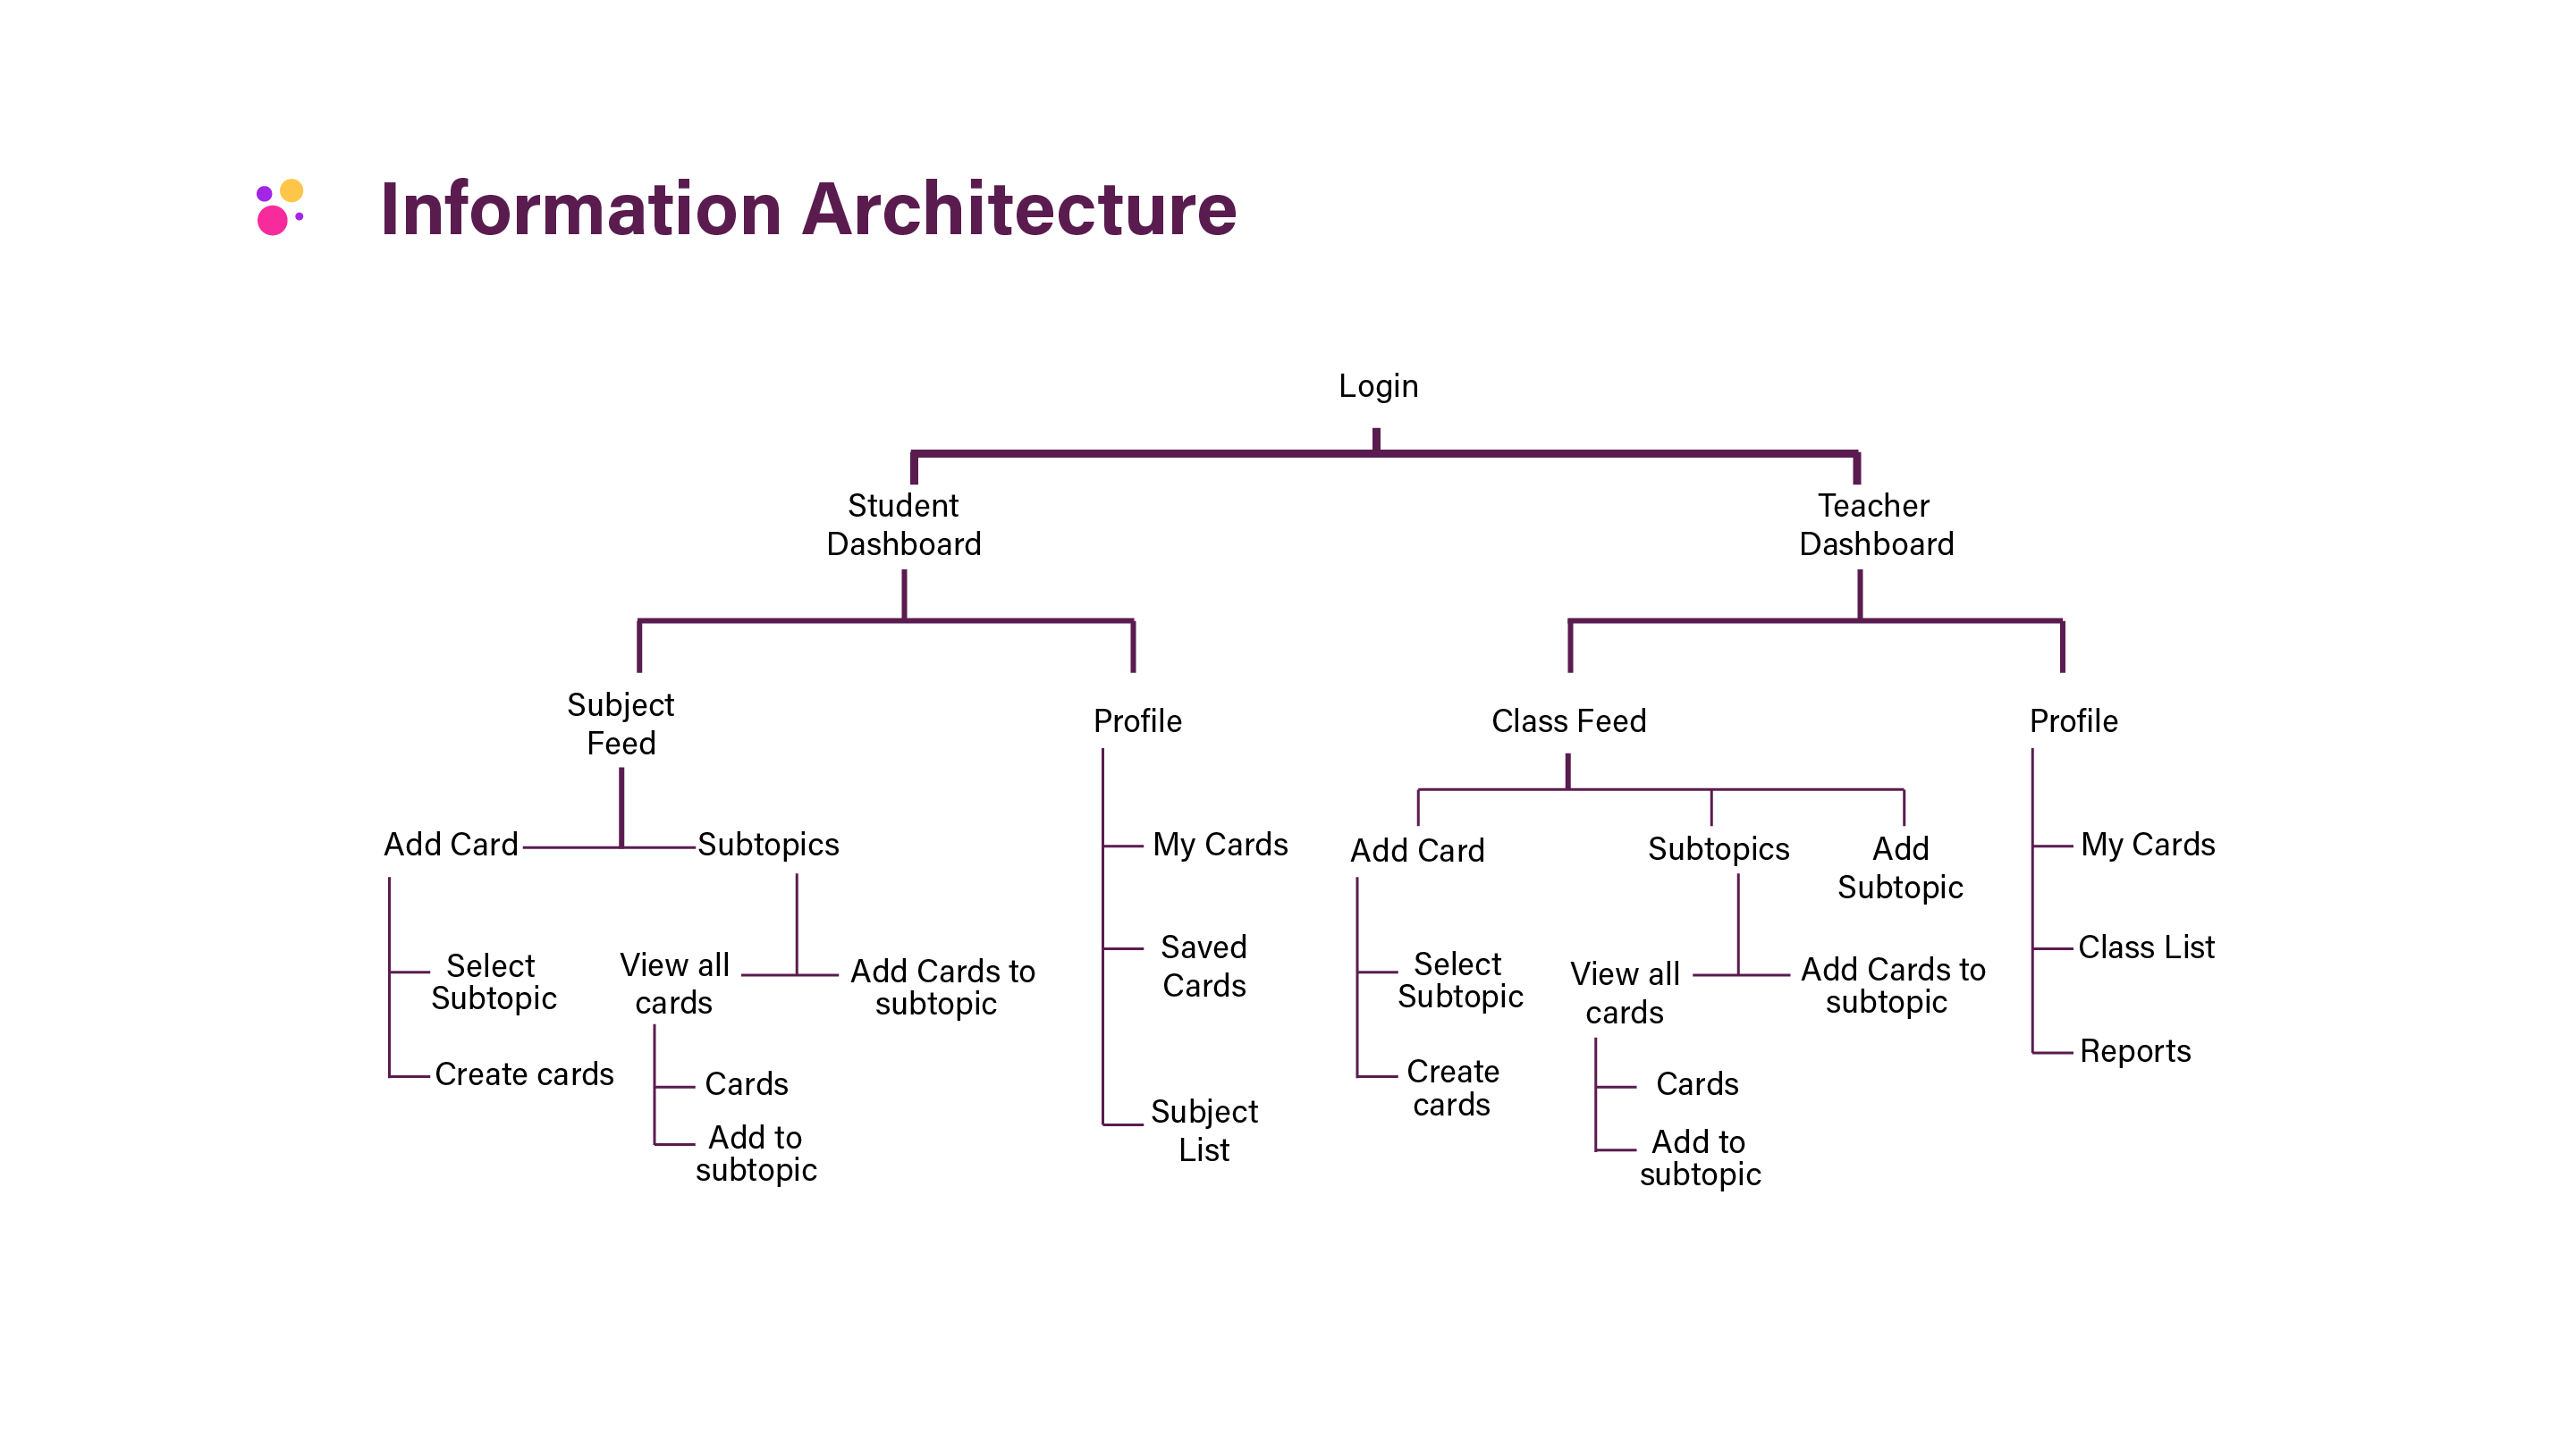 Information Architecture
Login
Student
Dashboard
Teacher
Dashboard
Subject
Feed
Profile
Class Feed
Profile
Add Card
Subtopics
My Cards
Add Card
Subtopics
Add
Subtopic
My Cards
Select
Subtopic
View all
cards
Add Cards to
subtopic
Saved
Cards
Select
Subtopic
View all
cards
Add Cards to
subtopic
Class List
Create cards
Cards
Add to
subtopic
Subject
List
Create
cards
Cards
Add to
subtopic
Reports